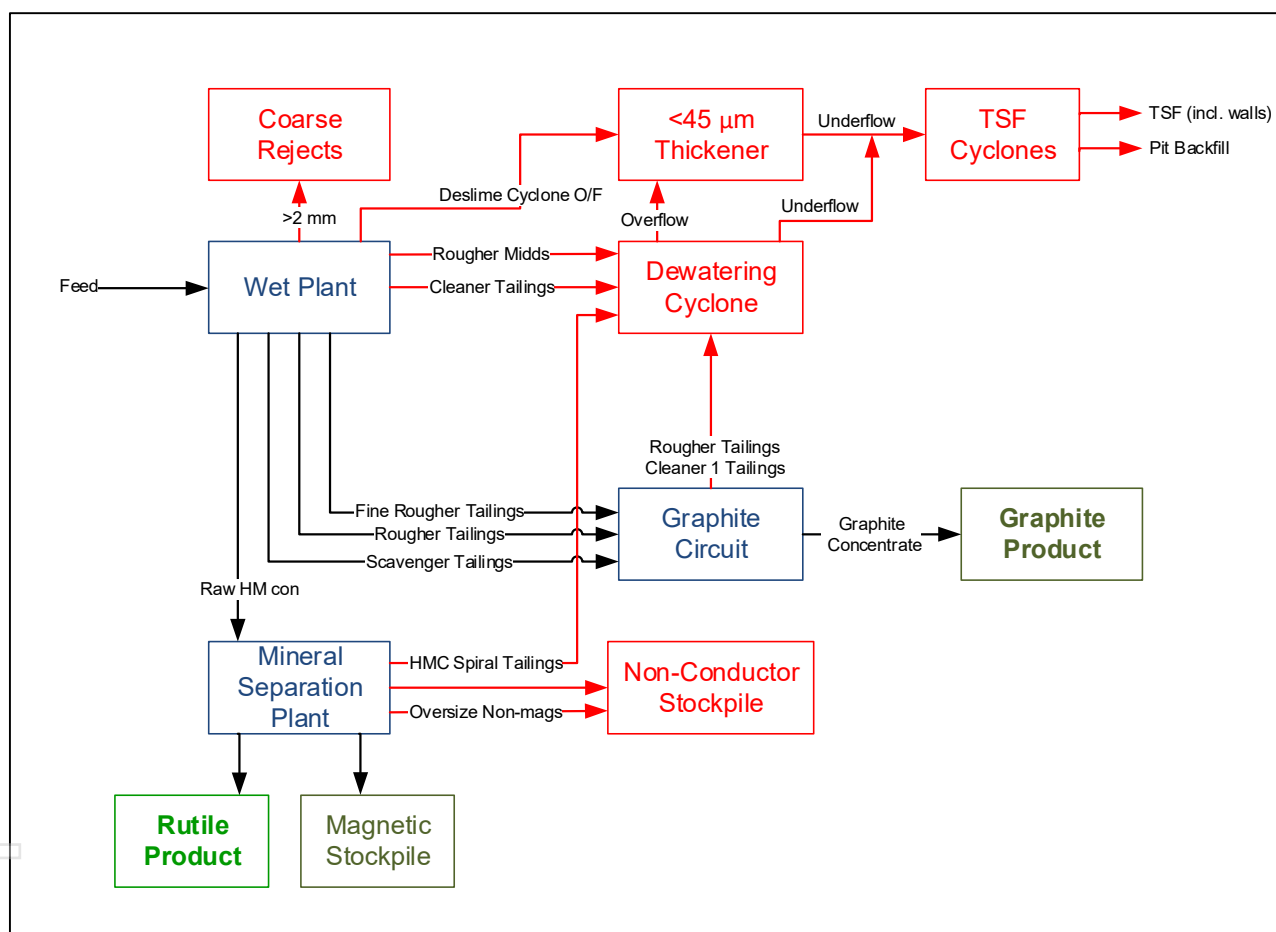 Coarse
Rejects
<45 µm
Thickener
Underflow
TSF
Cyclones
TSF (incl. walls)
Pit Backfill
Deslime Cyclone O/F
Underflow
>2 mm
Overflow
Feed
Wet Plant
Rougher Midds
Cleaner Tailings
Dewatering
Cyclone
Rougher Tailings
Cleaner 1 Tailings
Fine Rougher Tailings
Rougher Tailings
Scavenger Tailings
Graphite
Circuit
Graphite
Concentrate
Graphite
Product
Raw HM con
Mineral
Separation
Plant
HMC Spiral Tailings
Oversize Non-mags
Non-Conductor
Stockpile
Rutile
Product
Magnetic
Stockpile